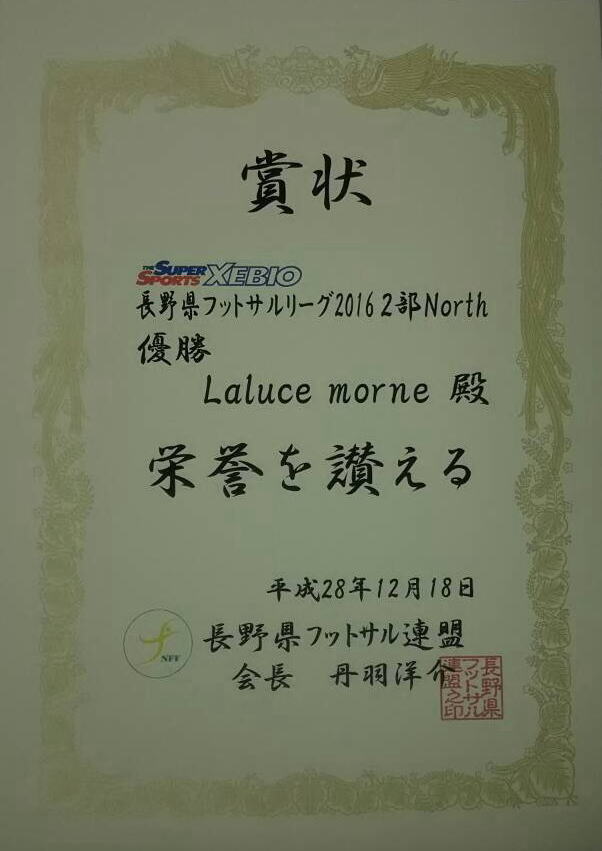 賞状
THE SUPER SPORTS XEBIO
長野県フットサルリーグ2016 2部North
優勝
Laluce morne 殿
栄誉を讃える
平成28年12月18日
NFF
長野県フットサル連盟
会長 丹羽洋介
長野県フットサル連盟之印